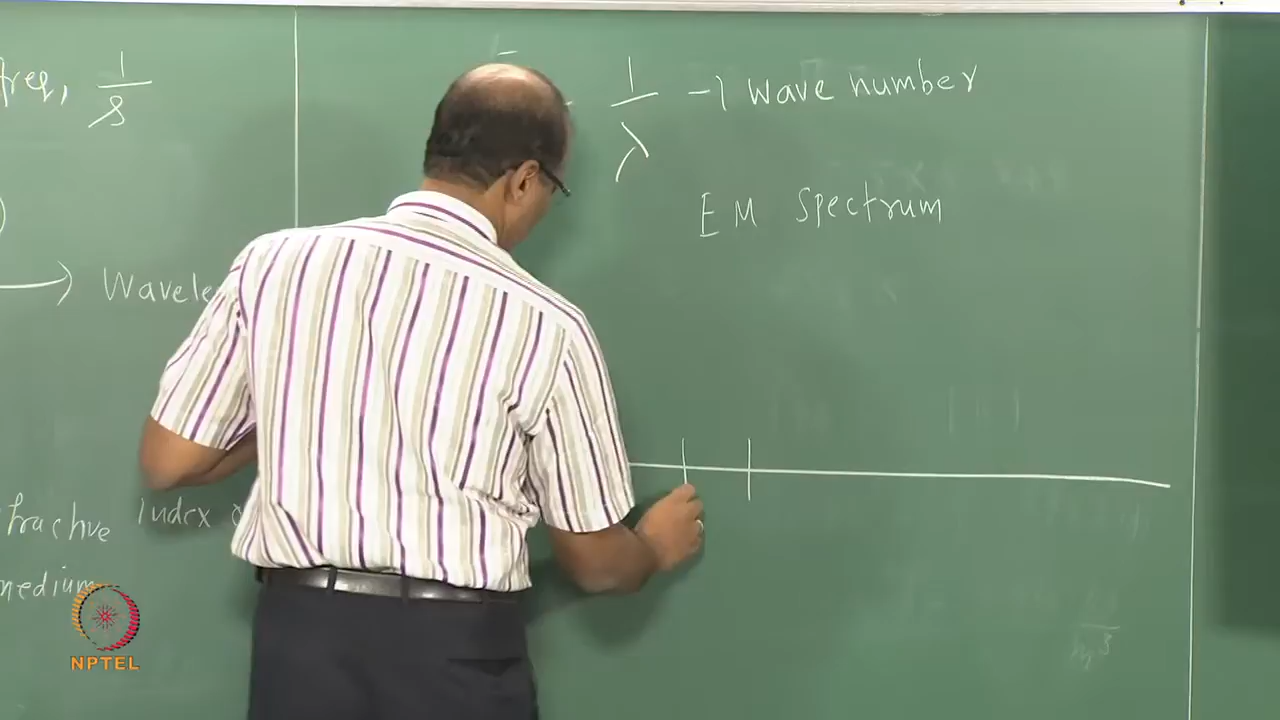 freq, 1/s
1/λ → wave number
EM Spectrum
→ Wavele
fractive Index
medium
NPTEL